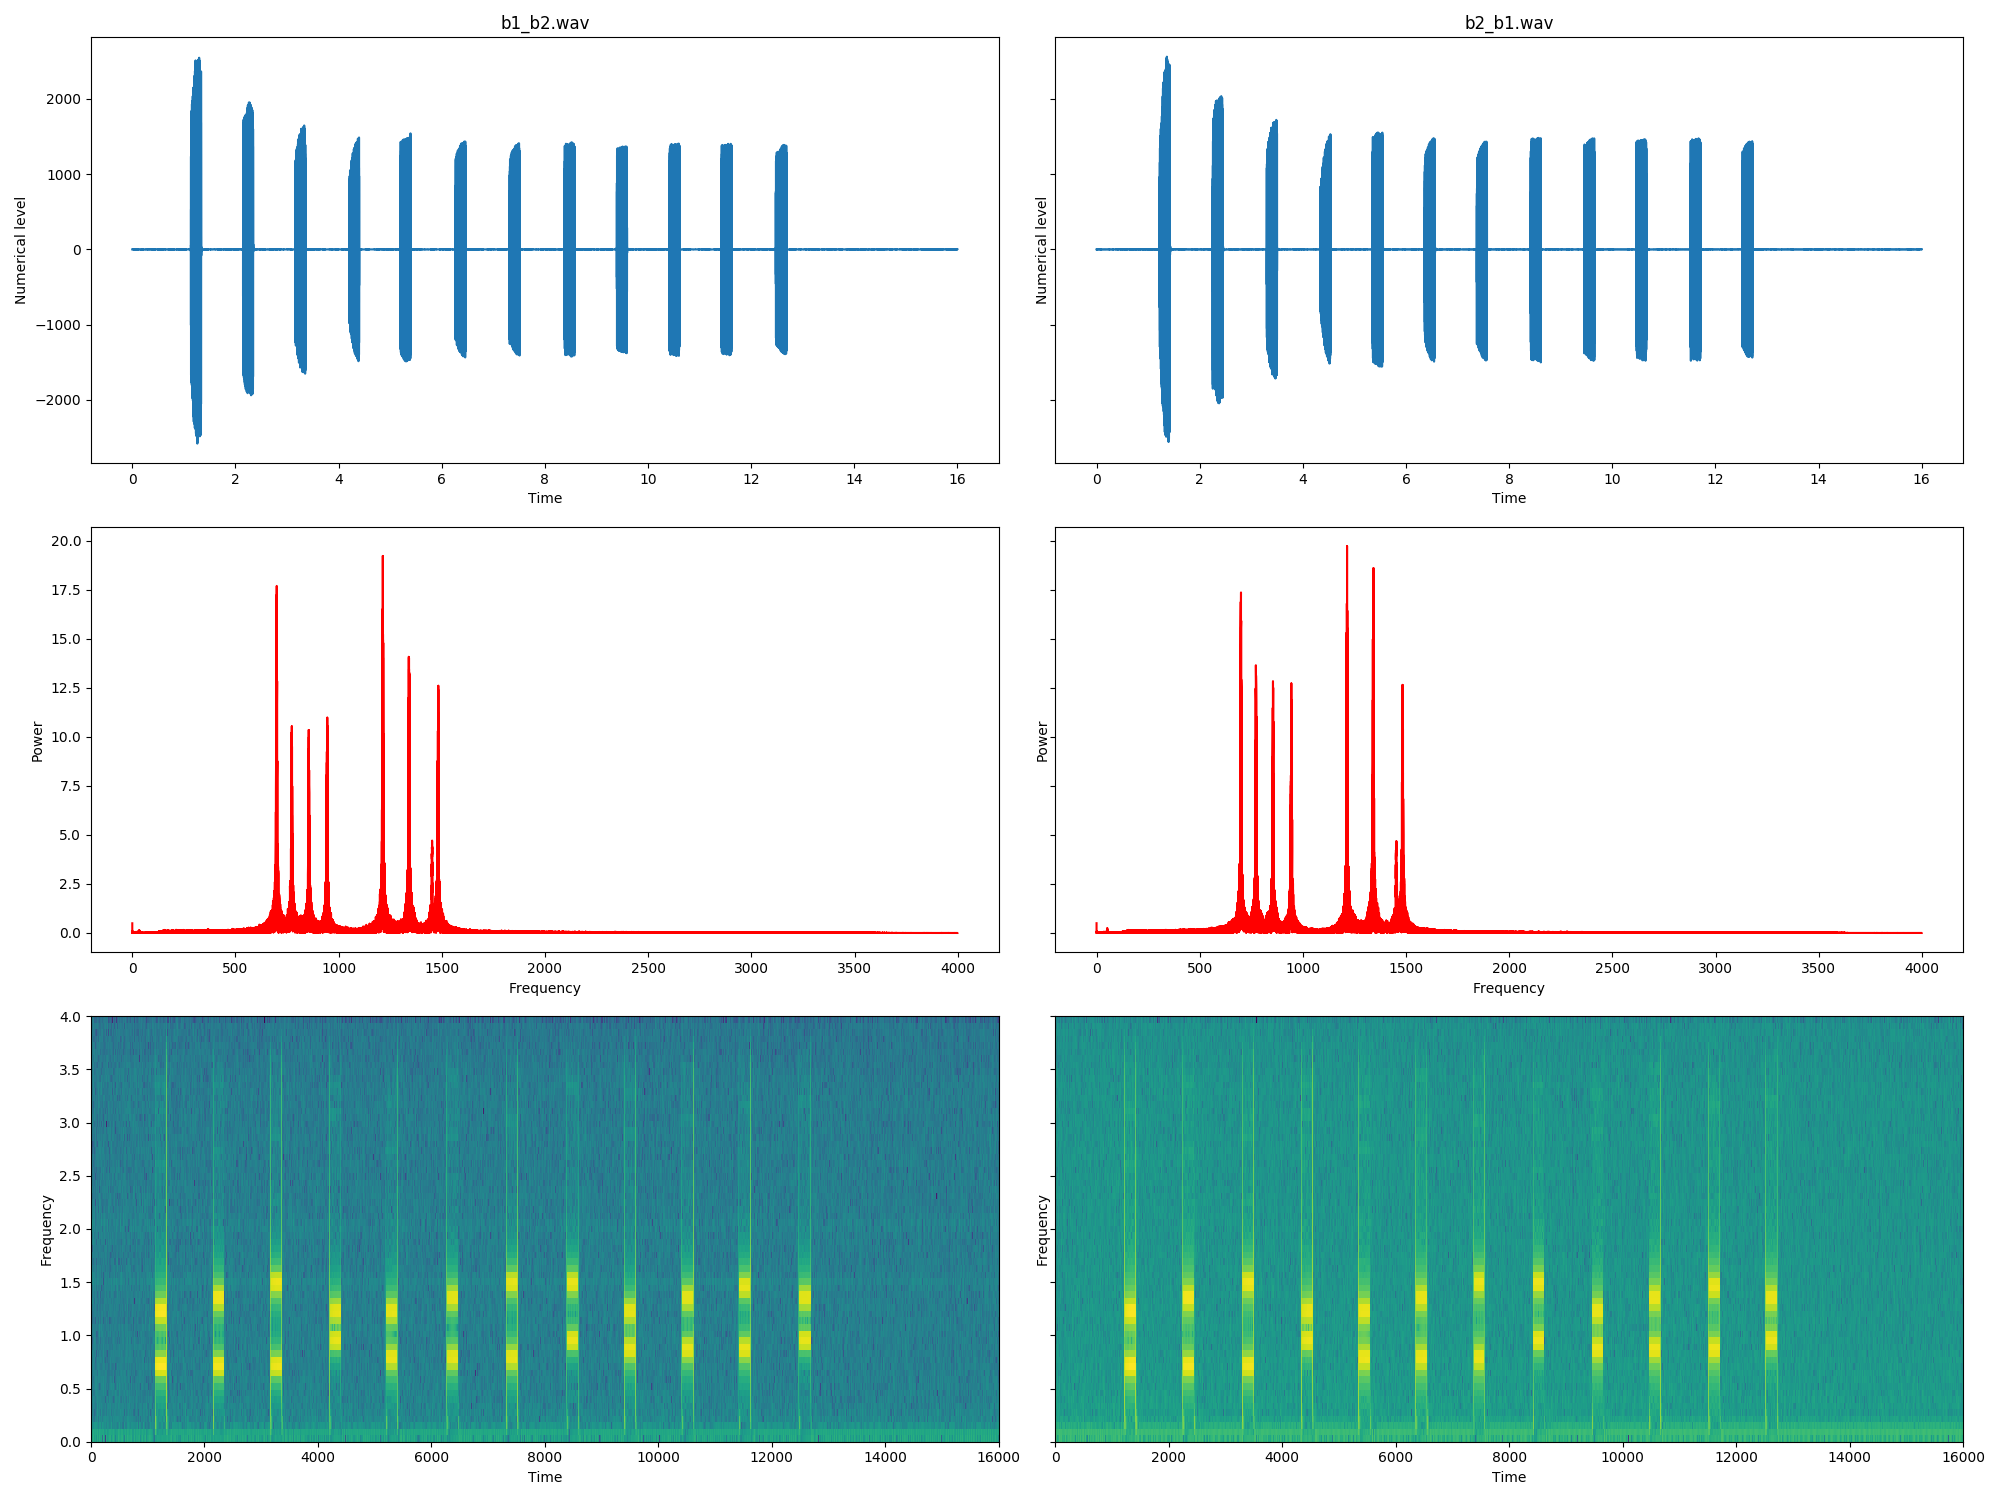 b1_b2.wav
b2_b1.wav
2000
1000
0
−1000
−2000
Numerical level
Numerical level
0 2 4 6 8 10 12 14 16
0 2 4 6 8 10 12 14 16
Time
Time
20.0
17.5
15.0
12.5
10.0
7.5
5.0
2.5
0.0
Power
Power
0 500 1000 1500 2000 2500 3000 3500 4000
0 500 1000 1500 2000 2500 3000 3500 4000
Frequency
Frequency
4.0
3.5
3.0
2.5
2.0
1.5
1.0
0.5
0.0
Frequency
Frequency
0 2000 4000 6000 8000 10000 12000 14000 16000
0 2000 4000 6000 8000 10000 12000 14000 16000
Time
Time